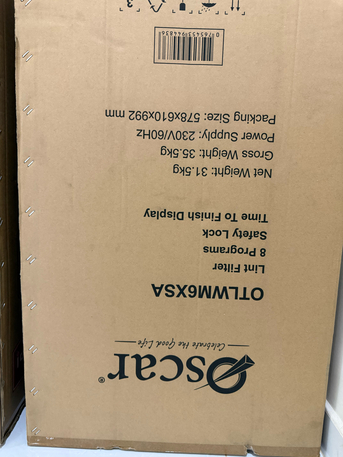 Oscar®
Celebrate the Good Life
OTLWM6XSA
Lint Filter
8 Programs
Safety Lock
Time To Finish Display
Net Weight: 31.5kg
Gross Weight: 35.5kg
Power Supply: 230V/60Hz
Packing Size: 578x610x992 mm
3